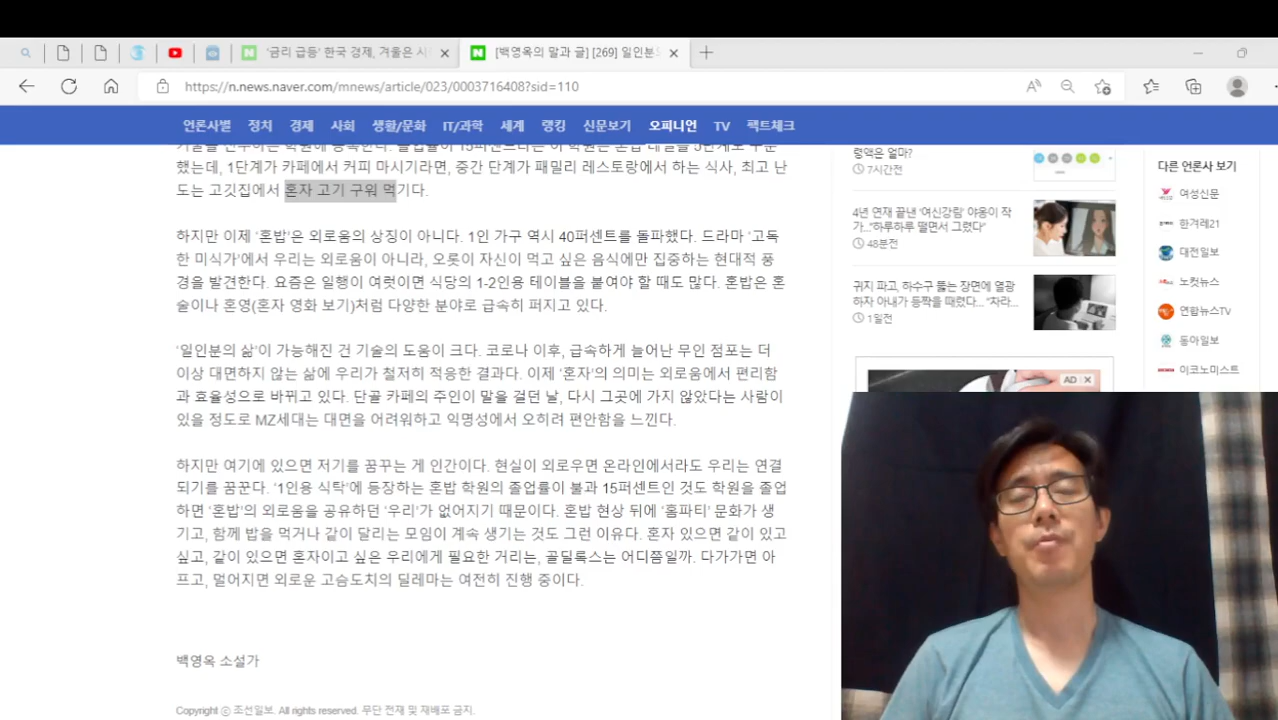 '금리 급등' 한국 경제, 겨울은 시
[백영옥의 말과 글] [269] 일인분의
https://n.news.naver.com/mnews/article/023/0003716408?sid=110
언론사별 정치 경제 사회 생활/문화 IT/과학 세계 랭킹 신문보기 오피니언 TV 팩트체크
했는데, 1단계가 카페에서 커피 마시기라면, 중간 단계가 패밀리 레스토랑에서 하는 식사, 최고 난
도는 고깃집에서 혼자 고기 구워 먹기다.
하지만 이제 '혼밥'은 외로움의 상징이 아니다. 1인 가구 역시 40퍼센트를 돌파했다. 드라마 '고독
한 미식가'에서 우리는 외로움이 아니라, 오롯이 자신이 먹고 싶은 음식에만 집중하는 현대적 풍
경을 발견한다. 요즘은 일행이 여럿이면 식당의 1-2인용 테이블을 붙여야 할 때도 많다. 혼밥은 혼
술이나 혼영(혼자 영화 보기)처럼 다양한 분야로 급속히 퍼지고 있다.
'일인분의 삶'이 가능해진 건 기술의 도움이 크다. 코로나 이후, 급속하게 늘어난 무인 점포는 더
이상 대면하지 않는 삶에 우리가 철저히 적응한 결과다. 이제 '혼자'의 의미는 외로움에서 편리함
과 효율성으로 바뀌고 있다. 단골 카페의 주인이 말을 걸던 날, 다시 그곳에 가지 않았다는 사람이
있을 정도로 MZ세대는 대면을 어려워하고 익명성에서 오히려 편안함을 느낀다.
하지만 여기에 있으면 저기를 꿈꾸는 게 인간이다. 현실이 외로우면 온라인에서라도 우리는 연결
되기를 꿈꾼다. '1인용 식탁'에 등장하는 혼밥 학원의 졸업률이 불과 15퍼센트인 것도 학원을 졸업
하면 '혼밥'의 외로움을 공유하던 '우리'가 없어지기 때문이다. 혼밥 현상 뒤에 '홈파티' 문화가 생
기고, 함께 밥을 먹거나 같이 달리는 모임이 계속 생기는 것도 그런 이유다. 혼자 있으면 같이 있고
싶고, 같이 있으면 혼자이고 싶은 우리에게 필요한 거리는, 골딜록스는 어디쯤일까. 다가가면 아
프고, 멀어지면 외로운 고슴도치의 딜레마는 여전히 진행 중이다.
백영옥 소설가
Copyright ⓒ 조선일보. All rights reserved. 무단 전재 및 재배포 금지.
령액은 얼마?
7시간전
4년 연재 끝낸 '여신강림' 야옹이 작
가..."하루하루 떨면서 그렸다"
48분전
귀지 파고, 하수구 뚫는 장면에 열광
하자 아내가 등짝을 때렸다... "차라...
1일전
AD
다른 언론사 보기
여성신문
한겨레21
대전일보
노컷뉴스
연합뉴스TV
동아일보
이코노미스트